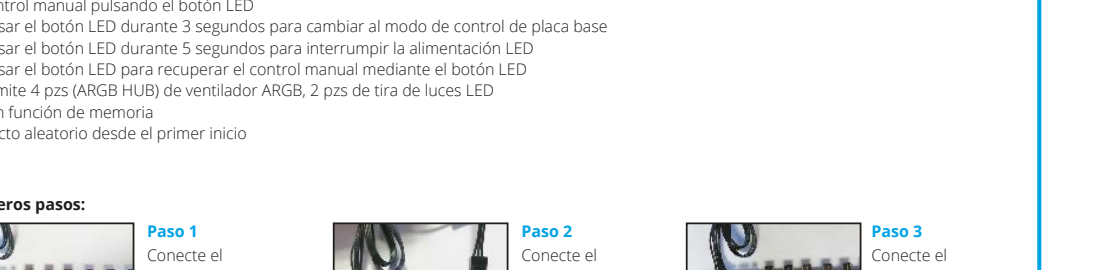 ntrol manual pulsando el botón LED
sar el botón LED durante 3 segundos para cambiar al modo de control de placa base
sar el botón LED durante 5 segundos para interrumpir la alimentación LED
sar el botón LED para recuperar el control manual mediante el botón LED
mite 4 pzs (ARGB HUB) de ventilador ARGB, 2 pzs de tira de luces LED
n función de memoria
cto aleatorio desde el primer inicio
eros pasos:
Paso 1
Conecte el
Paso 2
Conecte el
Paso 3
Conecte el